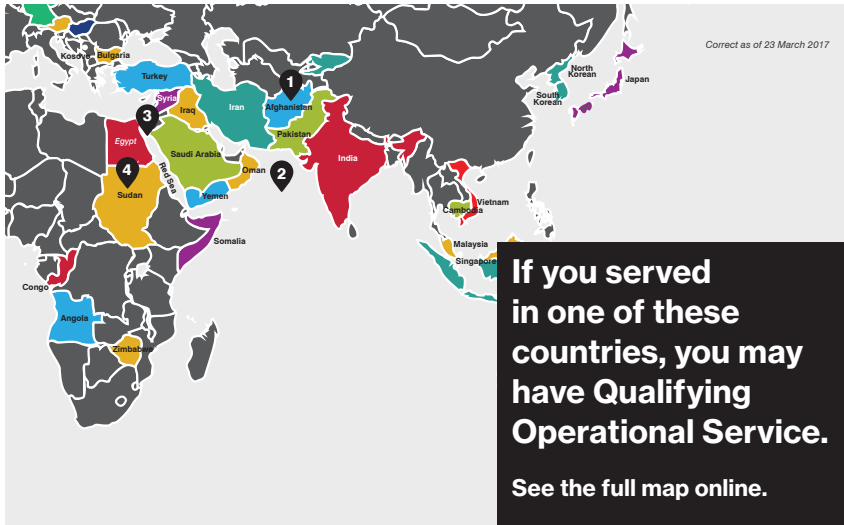 Correct as of 23 March 2017
Kosovo
Bulgaria
Turkey
Syria
Iraq
Iran
1
Afghanistan
Pakistan
North
Korean
South
Korean
Japan
3
Egypt
Saudi Arabia
India
4
Sudan
Red Sea
Oman
2
Yemen
Vietnam
Cambodia
Somalia
Malaysia
Singapore
Congo
Angola
Zimbabwe
If you served
in one of these
countries, you may
have Qualifying
Operational Service.
See the full map online.